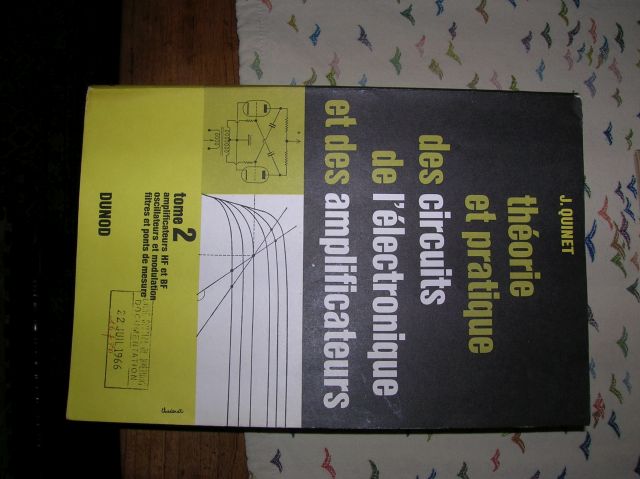 J. QUINET
théorie
et pratique
des circuits
de l'électronique
et des amplificateurs
tome 2
amplificateurs HF et BF
oscillateurs et modulation
filtres et ponts de mesure
DUNOD
DOCUMENTATION
22 JUIL 1966